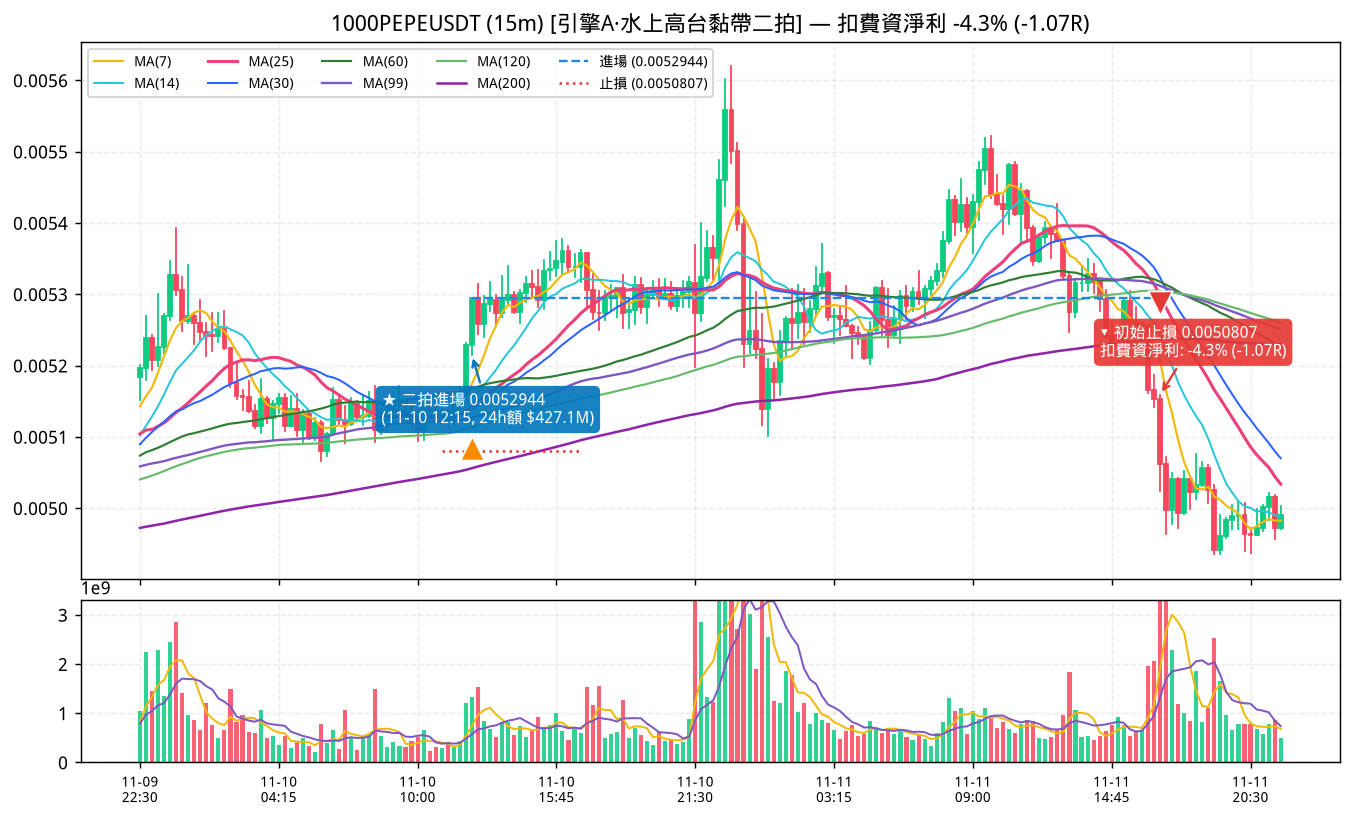 1000PEPEUSDT (15m) [引擎A·水上高台黏帶二拍] — 扣費資淨利 -4.3% (-1.07R)
MA(7) MA(25) MA(60) MA(120) 進場 (0.0052944)
MA(14) MA(30) MA(99) MA(200) 止損 (0.0050807)
0.0056
0.0055
0.0054
0.0053
0.0052
0.0051
0.0050
▼ 初始止損 0.0050807
扣費資淨利: -4.3% (-1.07R)
★ 二拍進場 0.0052944
(11-10 12:15, 24h額 $427.1M)
1e9
3
2
1
0
11-09 11-10 11-10 11-10 11-10 11-11 11-11 11-11 11-11
22:30 04:15 10:00 15:45 21:30 03:15 09:00 14:45 20:30